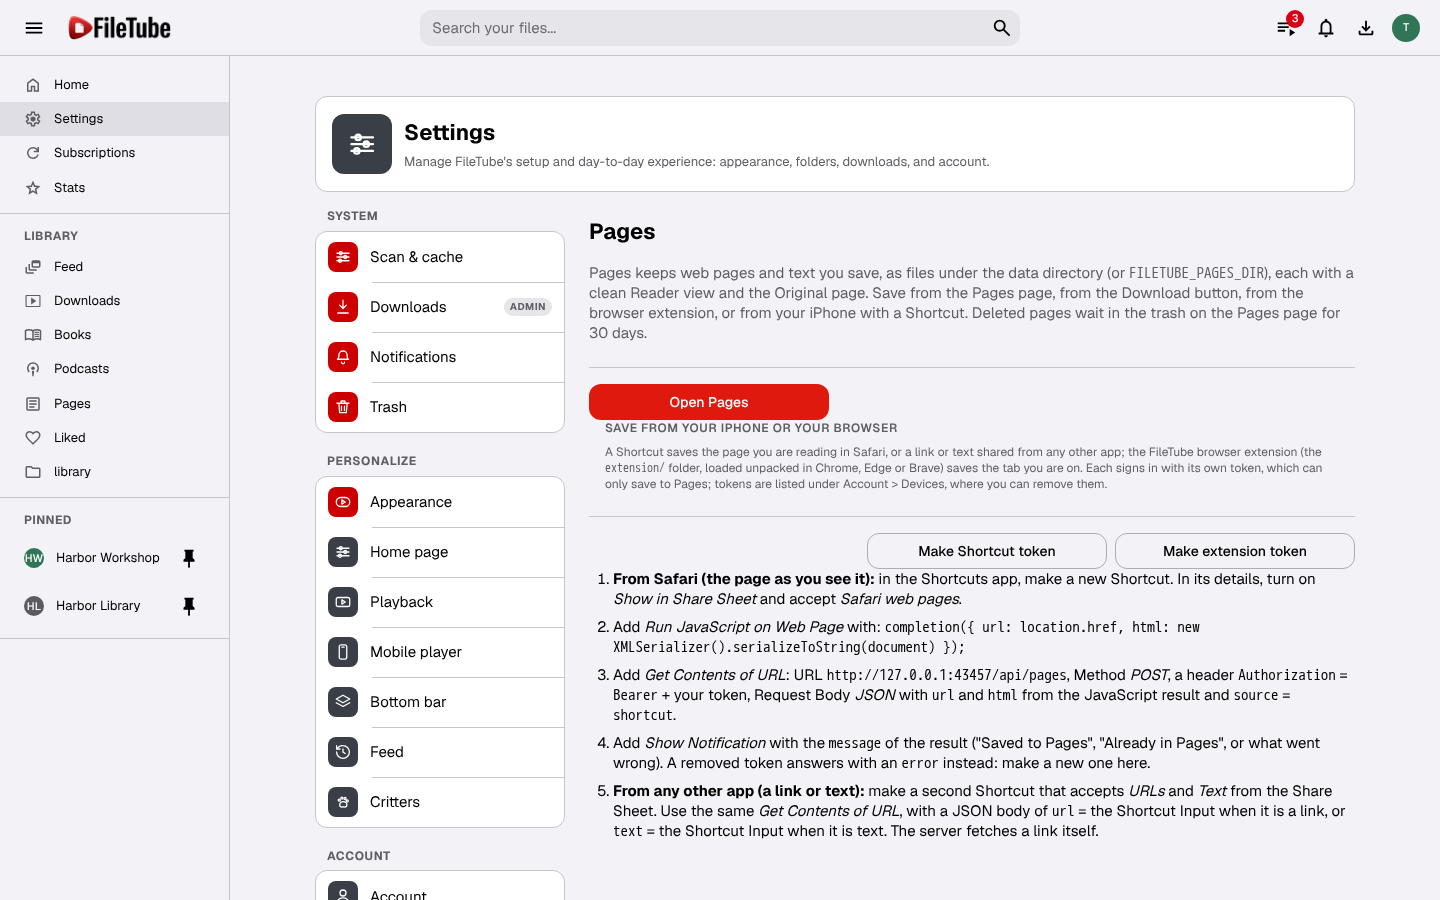 FileTube
Search your files...
3
T
Home
Settings
Subscriptions
Stats
LIBRARY
Feed
Downloads
Books
Podcasts
Pages
Liked
library
PINNED
HW Harbor Workshop
HL Harbor Library
Settings
Manage FileTube's setup and day-to-day experience: appearance, folders, downloads, and account.
SYSTEM
Scan & cache
Downloads ADMIN
Notifications
Trash
PERSONALIZE
Appearance
Home page
Playback
Mobile player
Bottom bar
Feed
Critters
ACCOUNT
Account
Pages
Pages keeps web pages and text you save, as files under the data directory (or FILETUBE_PAGES_DIR), each with a
clean Reader view and the Original page. Save from the Pages page, from the Download button, from the
browser extension, or from your iPhone with a Shortcut. Deleted pages wait in the trash on the Pages page for
30 days.
Open Pages
SAVE FROM YOUR IPHONE OR YOUR BROWSER
A Shortcut saves the page you are reading in Safari, or a link or text shared from any other app; the FileTube browser extension (the
extension/ folder, loaded unpacked in Chrome, Edge or Brave) saves the tab you are on. Each signs in with its own token, which can
only save to Pages; tokens are listed under Account > Devices, where you can remove them.
Make Shortcut token
Make extension token
1. From Safari (the page as you see it): in the Shortcuts app, make a new Shortcut. In its details, turn on
Show in Share Sheet and accept Safari web pages.
2. Add Run JavaScript on Web Page with: completion({ url: location.href, html: new
XMLSerializer().serializeToString(document) });
3. Add Get Contents of URL: URL http://127.0.0.1:43457/api/pages, Method POST, a header Authorization =
Bearer + your token, Request Body JSON with url and html from the JavaScript result and source =
shortcut.
4. Add Show Notification with the message of the result ("Saved to Pages", "Already in Pages", or what went
wrong). A removed token answers with an error instead: make a new one here.
5. From any other app (a link or text): make a second Shortcut that accepts URLs and Text from the Share
Sheet. Use the same Get Contents of URL, with a JSON body of url = the Shortcut Input when it is a link, or
text = the Shortcut Input when it is text. The server fetches a link itself.